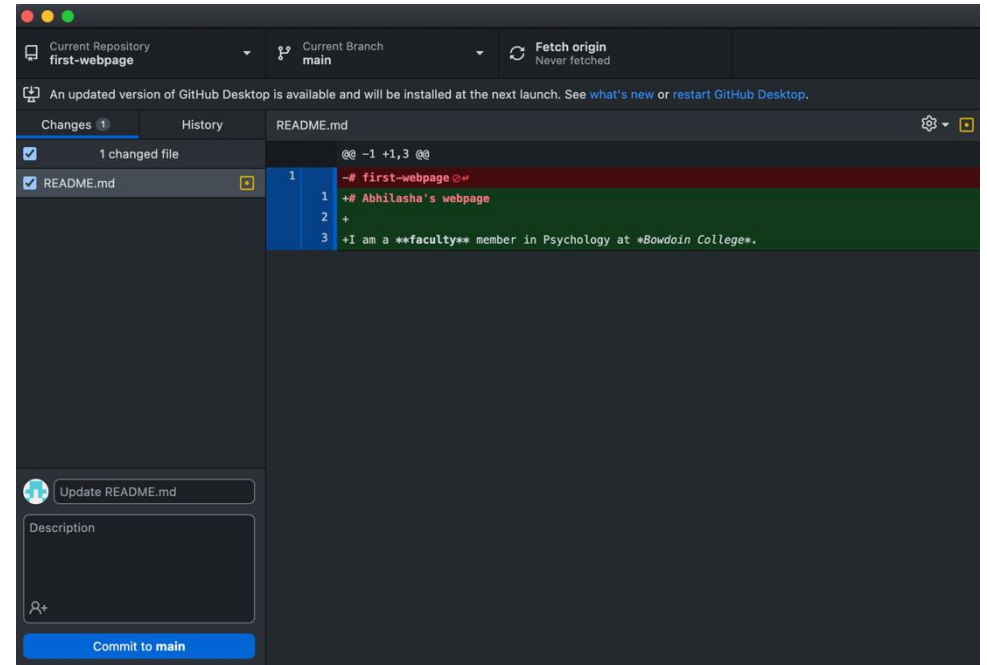 Current Repository
first-webpage
Current Branch
main
Fetch origin
Never fetched
An updated version of GitHub Desktop is available and will be installed at the next launch. See what's new or restart GitHub Desktop.
Changes 1
History
README.md
1 changed file
README.md
@@ -1 +1,3 @@
1 -# first-webpage
1 +# Abhilasha's webpage
2 +
3 +I am a **faculty** member in Psychology at *Bowdoin College*.
Update README.md
Description
Commit to main